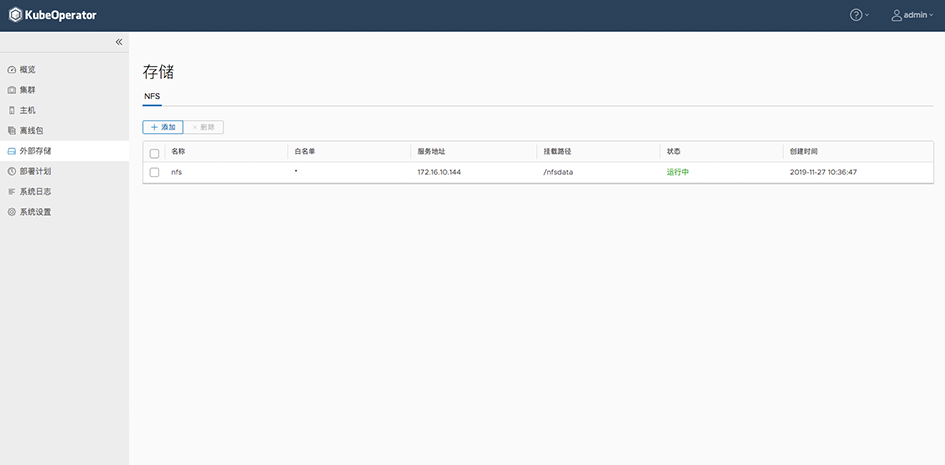 KubeOperator
admin
概览
集群
主机
离线包
外部存储
部署计划
系统日志
系统设置
存储
NFS
+ 添加 × 删除
名称 白名单 服务地址 挂载路径 状态 创建时间
nfs * 172.16.10.144 /nfsdata 运行中 2019-11-27 10:36:47